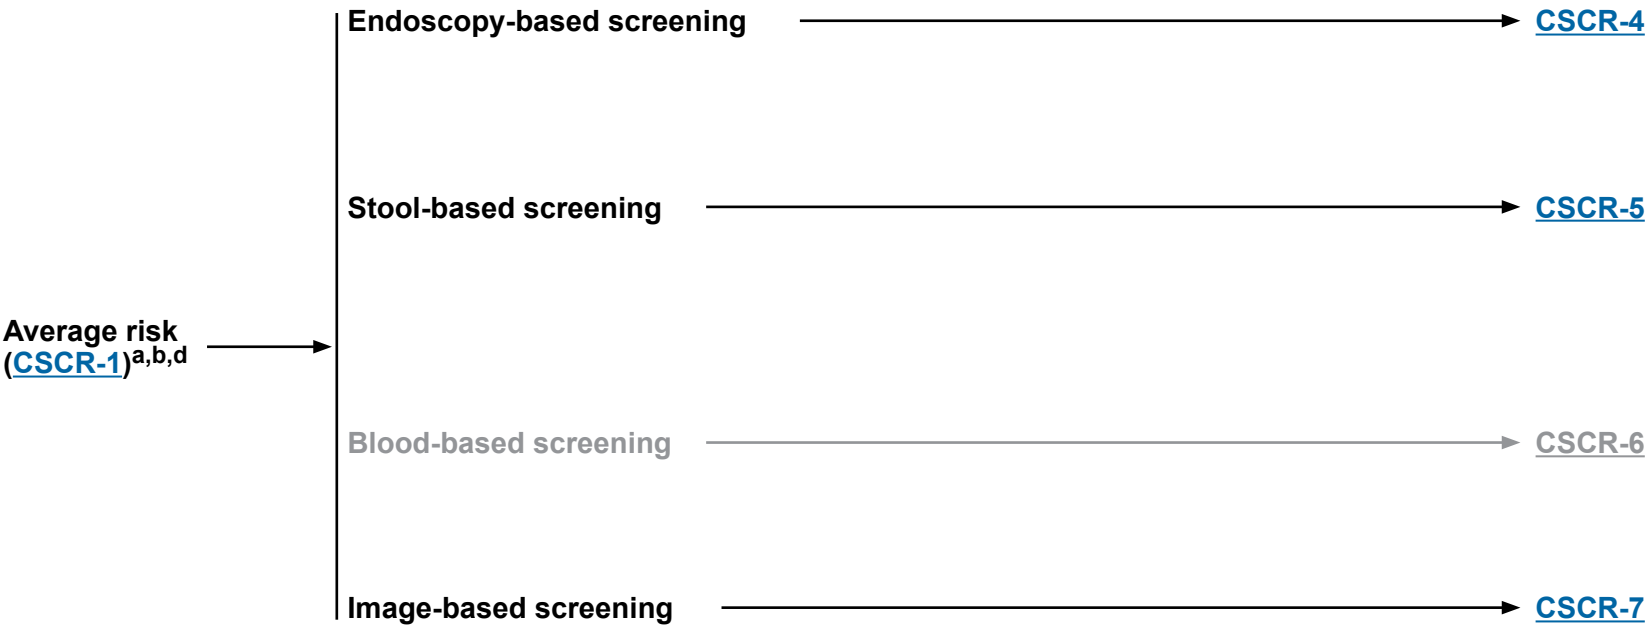 Endoscopy-based screening CSCR-4
Stool-based screening CSCR-5
Average risk
(CSCR-1)a,b,d
Blood-based screening CSCR-6
Image-based screening CSCR-7